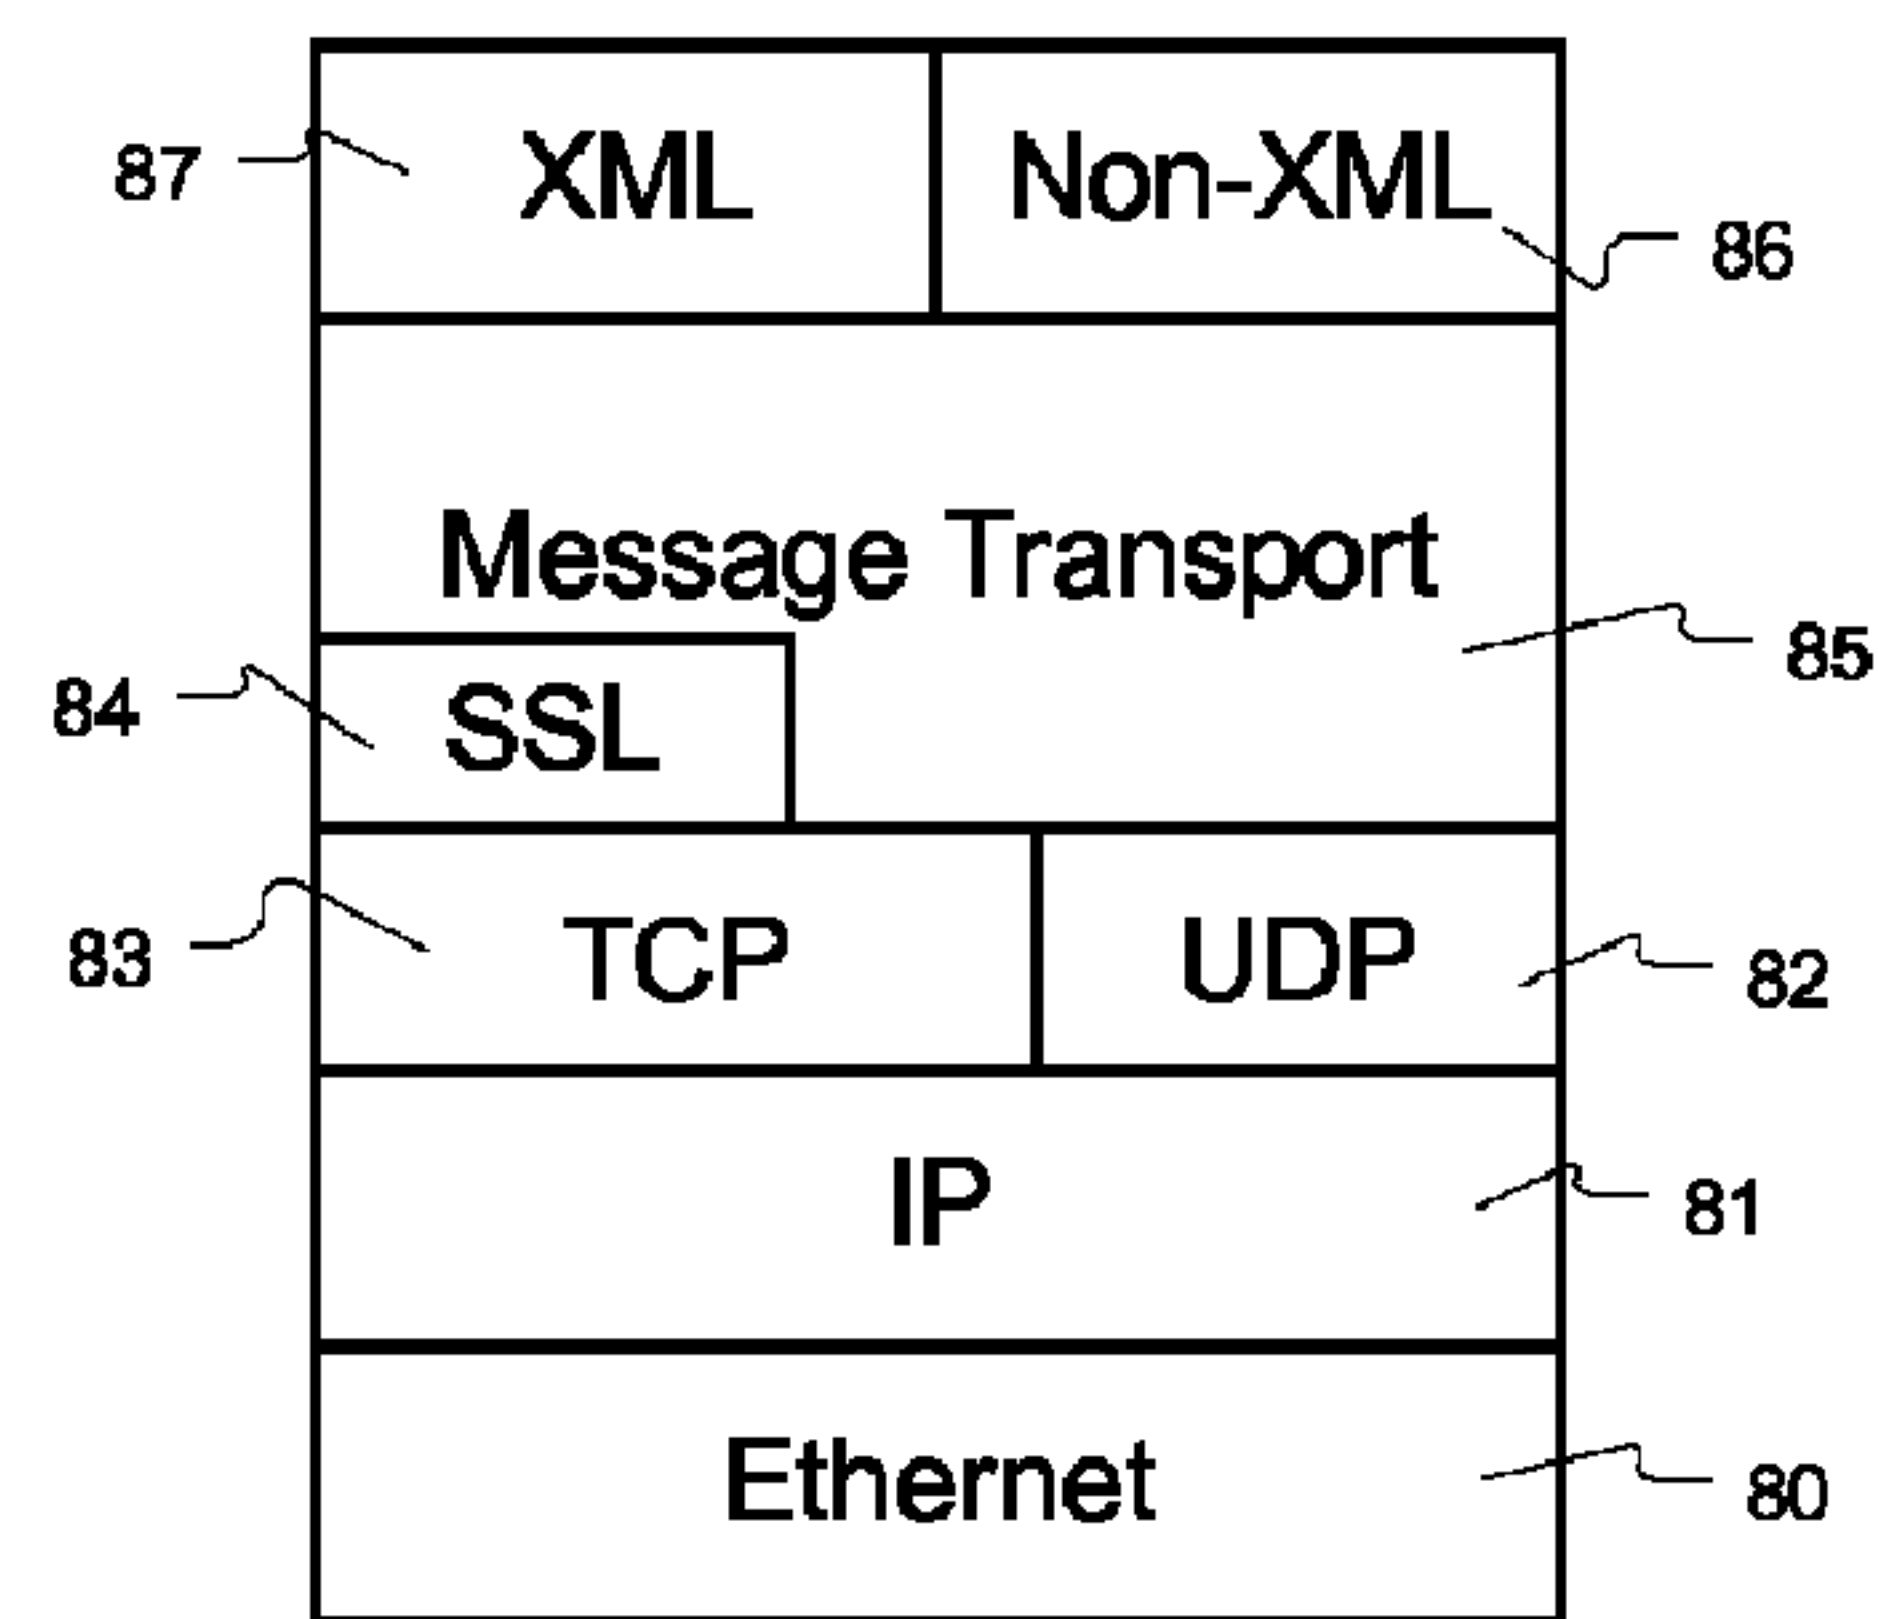 87
XML
Non-XML
86
Message Transport
85
84
SSL
83
TCP
UDP
82
IP
81
Ethernet
80